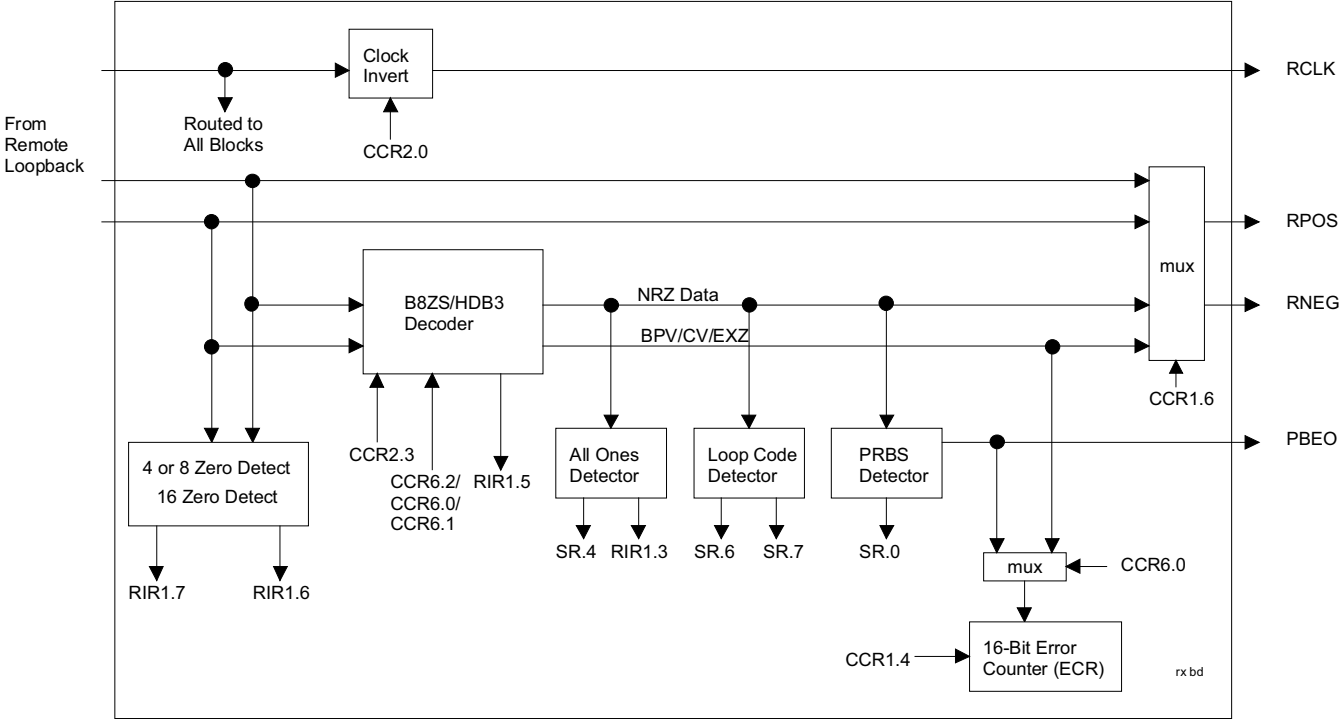 Clock
Invert
RCLK
From
Remote
Loopback
Routed to
All Blocks
CCR2.0
RPOS
mux
B8ZS/HDB3
Decoder
NRZ Data
RNEG
BPV/CV/EXZ
CCR1.6
PBEO
4 or 8 Zero Detect
16 Zero Detect
CCR2.3
CCR6.2/
CCR6.0/
CCR6.1
RIR1.5
All Ones
Detector
Loop Code
Detector
PRBS
Detector
SR.4
RIR1.3
SR.6
SR.7
SR.0
RIR1.7
RIR1.6
mux
CCR6.0
CCR1.4
16-Bit Error
Counter (ECR)
rx bd